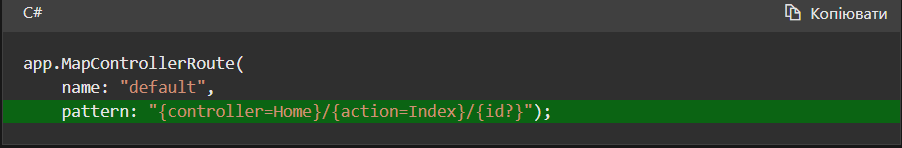 C#
Копіювати
app.MapControllerRoute(
    name: "default",
    pattern: "{controller=Home}/{action=Index}/{id?}");